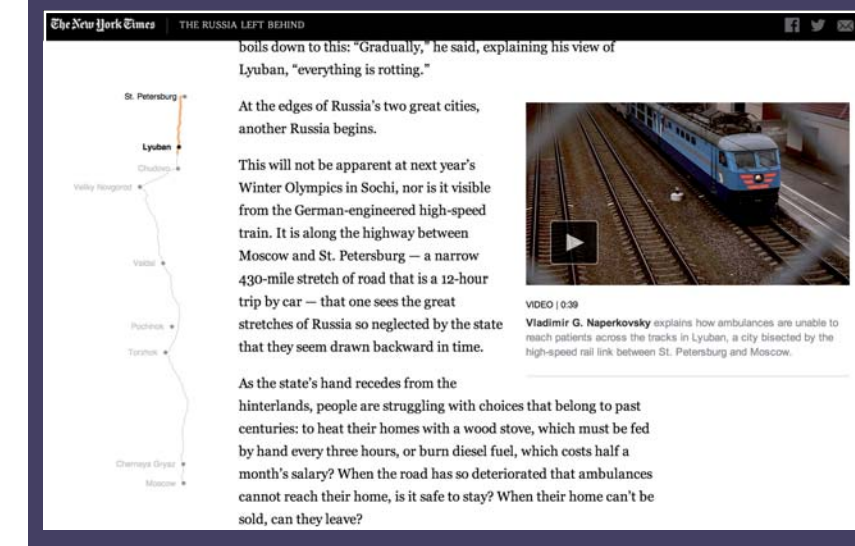 The New York Times
THE RUSSIA LEFT BEHIND
boils down to this: “Gradually,” he said, explaining his view of
Lyuban, “everything is rotting.”
St. Petersburg
Lyuban
Chudovo
Veliky Novgorod
Valdai
Pochinok
Torzhok
Chernaya Gryaz
Moscow
At the edges of Russia’s two great cities,
another Russia begins.
This will not be apparent at next year’s
Winter Olympics in Sochi, nor is it visible
from the German-engineered high-speed
train. It is along the highway between
Moscow and St. Petersburg — a narrow
430-mile stretch of road that is a 12-hour
trip by car — that one sees the great
stretches of Russia so neglected by the state
that they seem drawn backward in time.
VIDEO | 0:39
Vladimir G. Naperkovsky explains how ambulances are unable to
reach patients across the tracks in Lyuban, a city bisected by the
high-speed rail link between St. Petersburg and Moscow.
As the state’s hand recedes from the
hinterlands, people are struggling with choices that belong to past
centuries: to heat their homes with a wood stove, which must be fed
by hand every three hours, or burn diesel fuel, which costs half a
month’s salary? When the road has so deteriorated that ambulances
cannot reach their home, is it safe to stay? When their home can’t be
sold, can they leave?